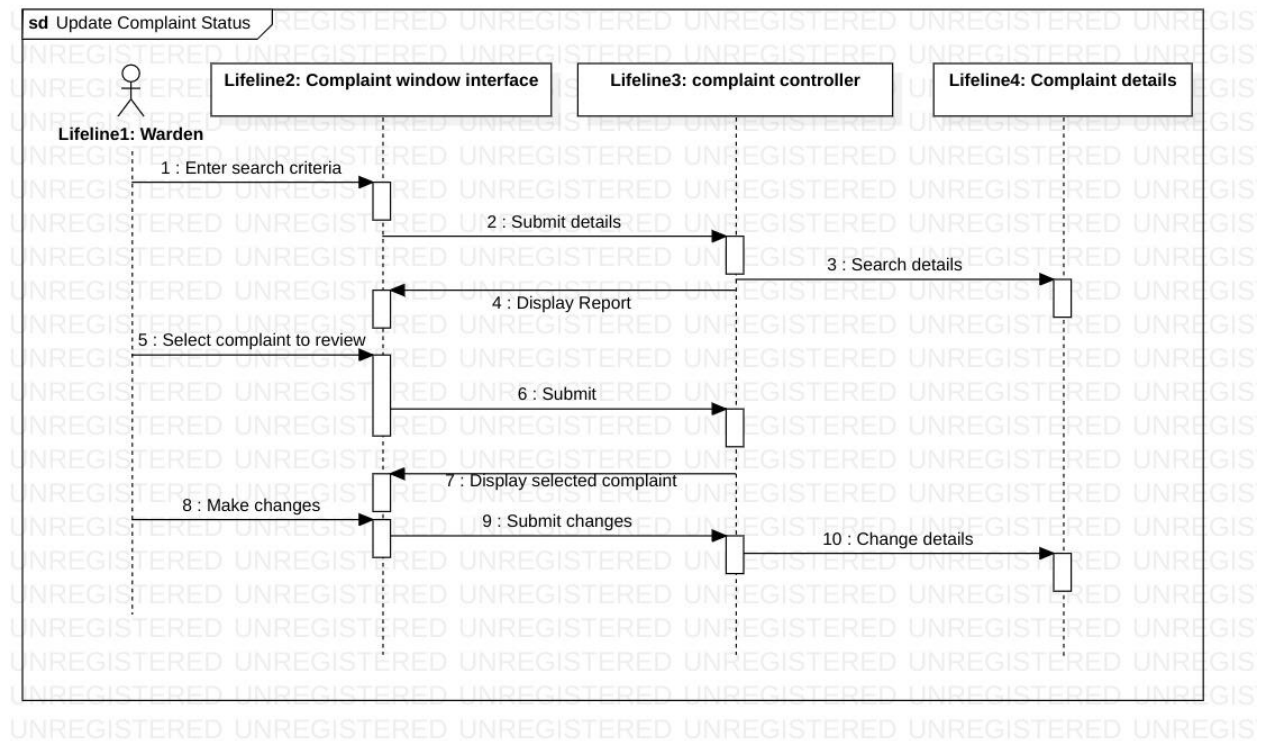 sd Update Complaint Status
Lifeline2: Complaint window interface
Lifeline3: complaint controller
Lifeline4: Complaint details
Lifeline1: Warden
1 : Enter search criteria
2 : Submit details
3 : Search details
4 : Display Report
5 : Select complaint to review
6 : Submit
7 : Display selected complaint
8 : Make changes
9 : Submit changes
10 : Change details
UNREGISTERED